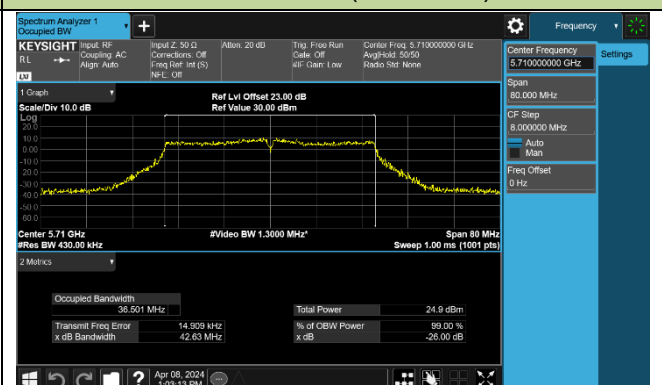 Spectrum Analyzer 1
Occupied BW
+
Frequency
KEYSIGHT
Input: RF
Coupling: AC
Align: Auto
Input Z: 50 Ω
Corrections: Off
Freq Ref: Int (S)
NFE: Off
Atten: 20 dB
Trig: Free Run
Gate: Off
#IF Gain: Low
Center Freq: 5.710000000 GHz
Avg|Hold: 50/50
Radio Std: None
RL
LXI
Center Frequency
5.710000000 GHz
Settings
Span
80.000 MHz
CF Step
8.000000 MHz
Auto
Man
Freq Offset
0 Hz
1 Graph
Scale/Div 10.0 dB
Ref Lvl Offset 23.00 dB
Ref Value 30.00 dBm
Log
20.0
10.0
0.00
-10.0
-20.0
-30.0
-40.0
-50.0
-60.0
Center 5.71 GHz
#Res BW 430.00 kHz
#Video BW 1.3000 MHz*
Span 80 MHz
Sweep 1.00 ms (1001 pts)
2 Metrics
Occupied Bandwidth
36.501 MHz
Total Power 24.9 dBm
Transmit Freq Error 14.909 kHz
% of OBW Power 99.00 %
x dB Bandwidth 42.63 MHz
x dB -26.00 dB
?
Apr 08, 2024
1:03:13 PM